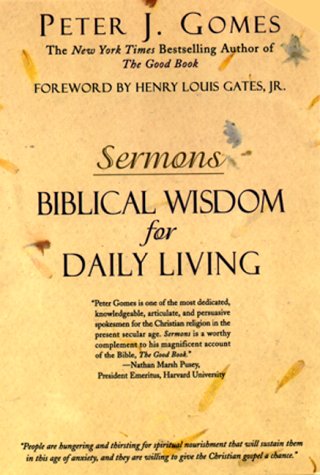 PETER J. GOMES
The New York Times Bestselling Author of
The Good Book
FOREWORD BY HENRY LOUIS GATES, JR.
Sermons
BIBLICAL WISDOM
for
DAILY LIVING
"Peter Gomes is one of the most dedicated,
knowledgeable, articulate, and persuasive
spokesmen for the Christian religion in the
present secular age. Sermons is a worthy
complement to his magnificent account
of the Bible, The Good Book."
—Nathan Marsh Pusey,
President Emeritus, Harvard University
"People are hungering and thirsting for spiritual nourishment that will sustain them
in this age of anxiety, and they are willing to give the Christian gospel a chance."